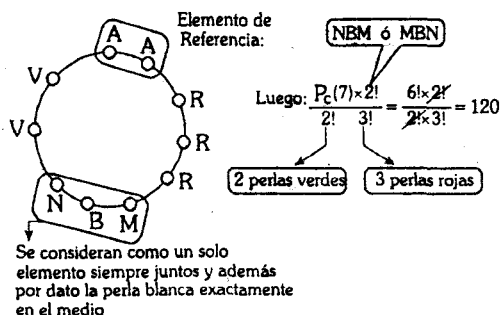 Elemento de
Referencia:
NBM ó MBN
A
A
V
R
V
R
R
N
B
M
Luego: Pc(7)×2! / 2! 3! = 6!×2! / 2!×3! = 120
2 perlas verdes
3 perlas rojas
Se consideran como un solo
elemento siempre juntos y además
por dato la perla blanca exactamente
en el medio